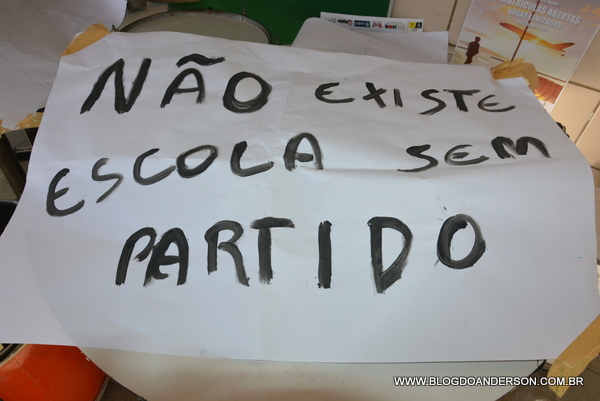 NÃO EXISTE
ESCOLA SEM
PARTIDO
WWW.BLOGDOANDERSON.COM.BR